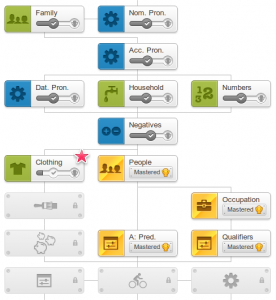 Family
Nom. Pron.
Acc. Pron.
Dat. Pron.
Household
Numbers
12
Negatives
Clothing
People
Mastered
Occupation
Mastered
A: Pred.
Mastered
Qualifiers
Mastered